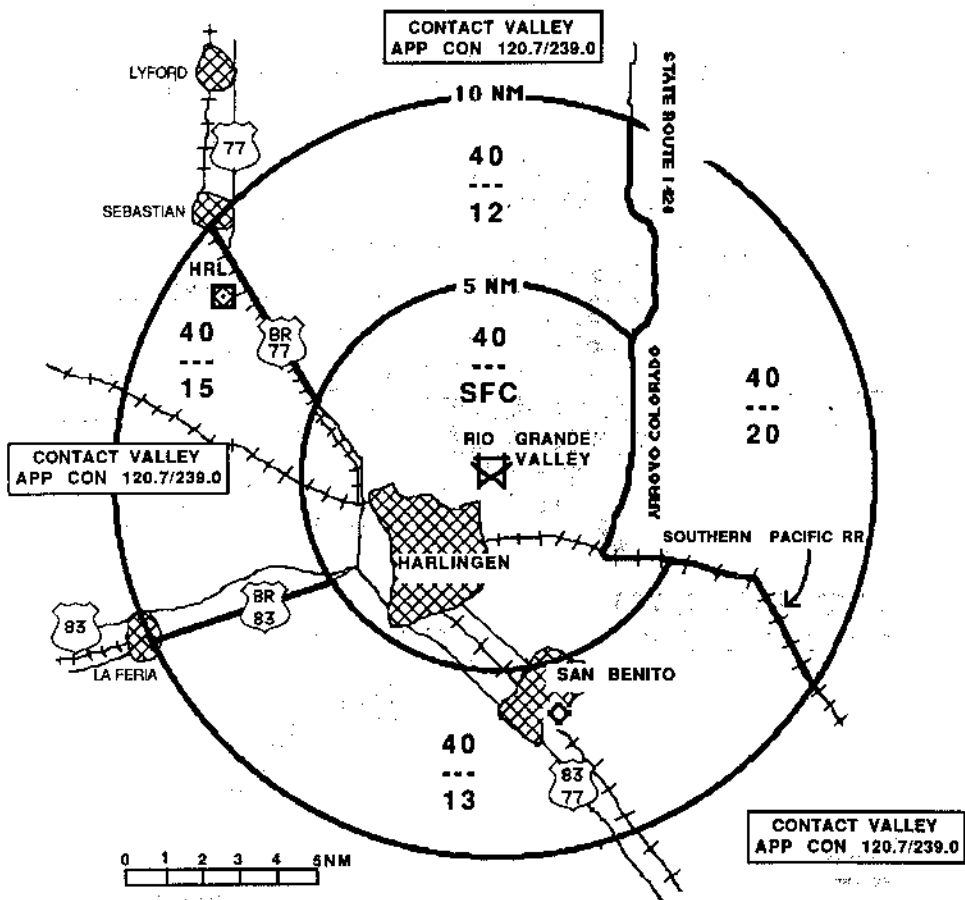 CONTACT VALLEY
APP CON 120.7/239.0
LYFORD
10 NM
STATE ROUTE 1420
77
40
---
12
SEBASTIAN
HRL
5 NM
40
---
15
BR
77
40
---
SFC
ARROYO COLORADO
40
---
20
RIO GRANDE
VALLEY
CONTACT VALLEY
APP CON 120.7/239.0
SOUTHERN PACIFIC RR
HARLINGEN
BR
83
83
LA FERIA
SAN BENITO
40
---
13
83
77
CONTACT VALLEY
APP CON 120.7/239.0
0 1 2 3 4 5NM